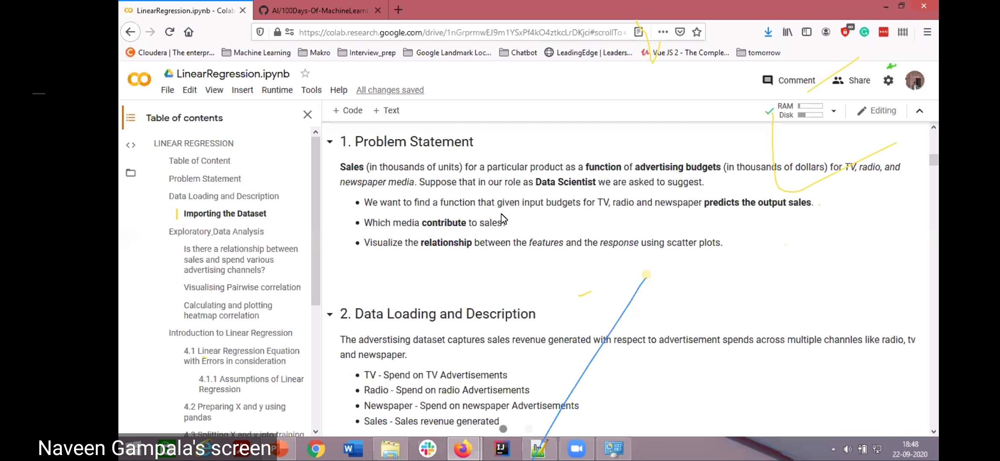 LinearRegression.ipynb - Colab
AI/100Days-Of-MachineLearni
https://colab.research.google.com/drive/1nGrprmwEJ9m1YSxPf4kO4ztkcLrDKjci#scrollTo=
Cloudera | The enterpr... Machine Learning Makro Interview_prep Google Landmark Loc... Chatbot LeadingEdge | Leaders... Vue JS 2 - The Comple... tomorrow
LinearRegression.ipynb
Comment Share
File Edit View Insert Runtime Tools Help All changes saved
+ Code + Text
RAM
Disk
Editing
Table of contents
LINEAR REGRESSION
Table of Content
Problem Statement
Data Loading and Description
Importing the Dataset
Exploratory Data Analysis
Is there a relationship between
sales and spend various
advertising channels?
Visualising Pairwise correlation
Calculating and plotting
heatmap correlation
Introduction to Linear Regression
4.1 Linear Regression Equation
with Errors in consideration
4.1.1 Assumptions of Linear
Regression
4.2 Preparing X and y using
pandas
4.3 Splitting X and y into training
1. Problem Statement
Sales (in thousands of units) for a particular product as a function of advertising budgets (in thousands of dollars) for TV, radio, and
newspaper media. Suppose that in our role as Data Scientist we are asked to suggest.
• We want to find a function that given input budgets for TV, radio and newspaper predicts the output sales.
• Which media contribute to sales?
• Visualize the relationship between the features and the response using scatter plots.
2. Data Loading and Description
The adverstising dataset captures sales revenue generated with respect to advertisement spends across multiple channles like radio, tv
and newspaper.
• TV - Spend on TV Advertisements
• Radio - Spend on radio Advertisements
• Newspaper - Spend on newspaper Advertisements
• Sales - Sales revenue generated
Naveen Gampala's screen
18:48
22-09-2020